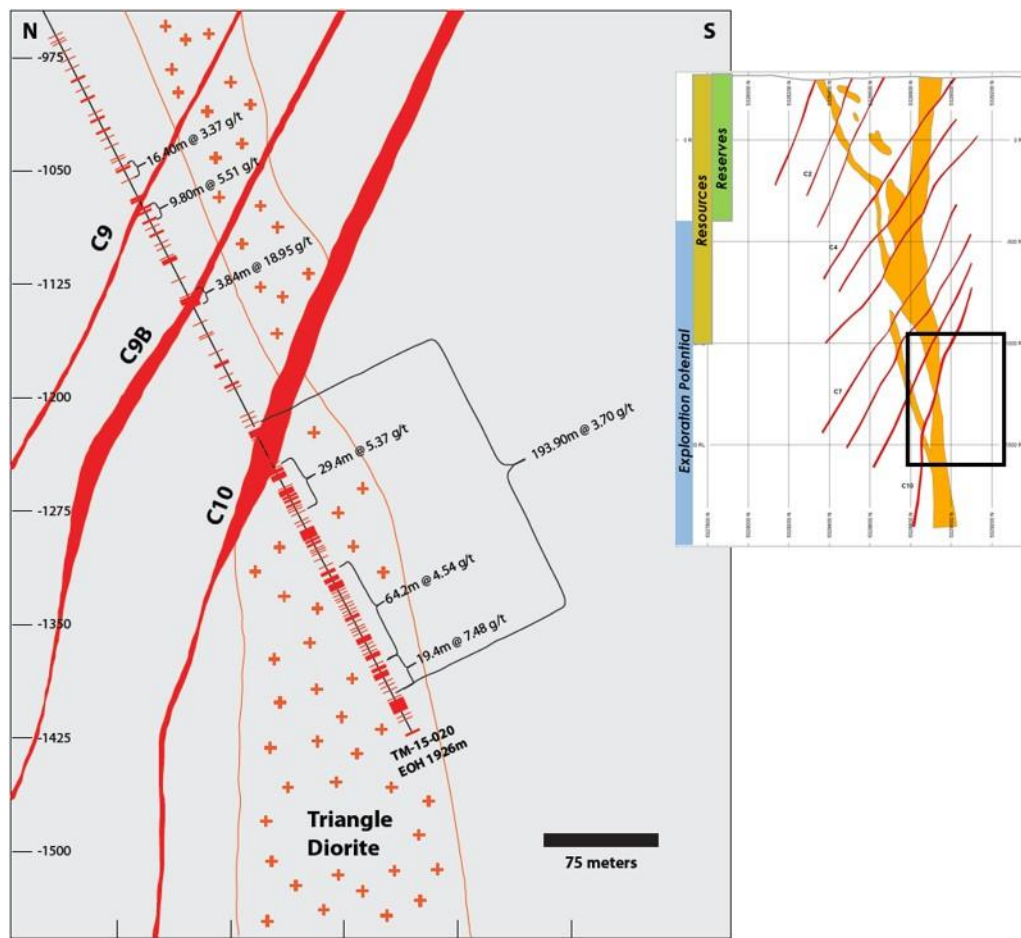 N
S
-975
-1050
-1125
-1200
-1275
-1350
-1425
-1500
16.40m @ 3.37 g/t
9.80m @ 5.51 g/t
3.84m @ 18.95 g/t
C9
C9B
C10
193.90m @ 3.70 g/t
29.4m @ 5.37 g/t
64.2m @ 4.54 g/t
19.4m @ 7.48 g/t
TM-15-020
EOH 1926m
Triangle
Diorite
75 meters
Exploration Potential
Resources
Reserves
C2
C4
C7
C10